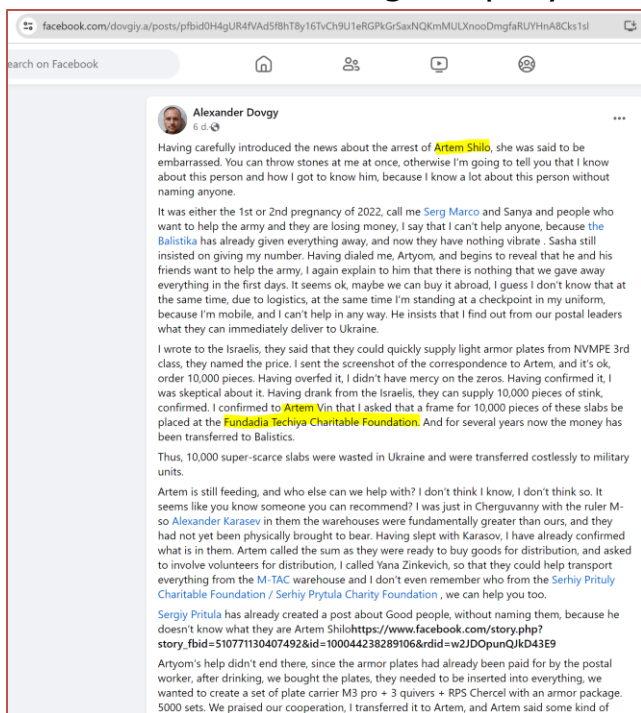 facebook.com/dovgiy.a/posts/pfbid0H4gUR4fVAd5f8hT8y16TvCh9U1eRGPkGrSaxNQKmMULXnooDmgfaRUYHnA8Cks1sl
earch on Facebook
Alexander Dovgy
6 d.
Having carefully introduced the news about the arrest of Artem Shilo, she was said to be
embarrassed. You can throw stones at me at once, otherwise I'm going to tell you that I know
about this person and how I got to know him, because I know a lot about this person without
naming anyone.
It was either the 1st or 2nd pregnancy of 2022, call me Serg Marco and Sanya and people who
want to help the army and they are losing money, I say that I can't help anyone, because the
Balistika has already given everything away, and now they have nothing vibrate . Sasha still
insisted on giving my number. Having dialed me, Artyom, and begins to reveal that he and his
friends want to help the army, I again explain to him that there is nothing that we gave away
everything in the first days. It seems ok, maybe we can buy it abroad, I guess I don't know that at
the same time, due to logistics, at the same time I'm standing at a checkpoint in my uniform,
because I'm mobile, and I can't help in any way. He insists that I find out from our postal leaders
what they can immediately deliver to Ukraine.
I wrote to the Israelis, they said that they could quickly supply light armor plates from NVMPE 3rd
class, they named the price. I sent the screenshot of the correspondence to Artem, and it's ok,
order 10,000 pieces. Having overfed it, I didn't have mercy on the zeros. Having confirmed it, I
was skeptical about it. Having drank from the Israelis, they can supply 10,000 pieces of stink,
confirmed. I confirmed to Artem Vin that I asked that a frame for 10,000 pieces of these slabs be
placed at the Fundadia Techiya Charitable Foundation. And for several years now the money has
been transferred to Balistics.
Thus, 10,000 super-scarce slabs were wasted in Ukraine and were transferred costlessly to military
units.
Artem is still feeding, and who else can we help with? I don't think I know, I don't think so. It
seems like you know someone you can recommend? I was just in Cherguvanny with the ruler M-
so Alexander Karasev in them the warehouses were fundamentally greater than ours, and they
had not yet been physically brought to bear. Having slept with Karasov, I have already confirmed
what is in them. Artem called the sum as they were ready to buy goods for distribution, and asked
to involve volunteers for distribution, I called Yana Zinkevich, so that they could help transport
everything from the M-TAC warehouse and I don't even remember who from the Serhiy Prituly
Charitable Foundation / Serhiy Prytula Charity Foundation , we can help you too.
Sergiy Pritula has already created a post about Good people, without naming them, because he
doesn't know what they are Artem Shilohttps://www.facebook.com/story.php?
story_fbid=510771130407492&id=100044238289106&rdid=w2JDOpunQJkD43E9
Artyom's help didn't end there, since the armor plates had already been paid for by the postal
worker, after drinking, we bought the plates, they needed to be inserted into everything, we
wanted to create a set of plate carrier M3 pro + 3 quivers + RPS Chercel with an armor package.
5000 sets. We praised our cooperation, I transferred it to Artem, and Artem said some kind of